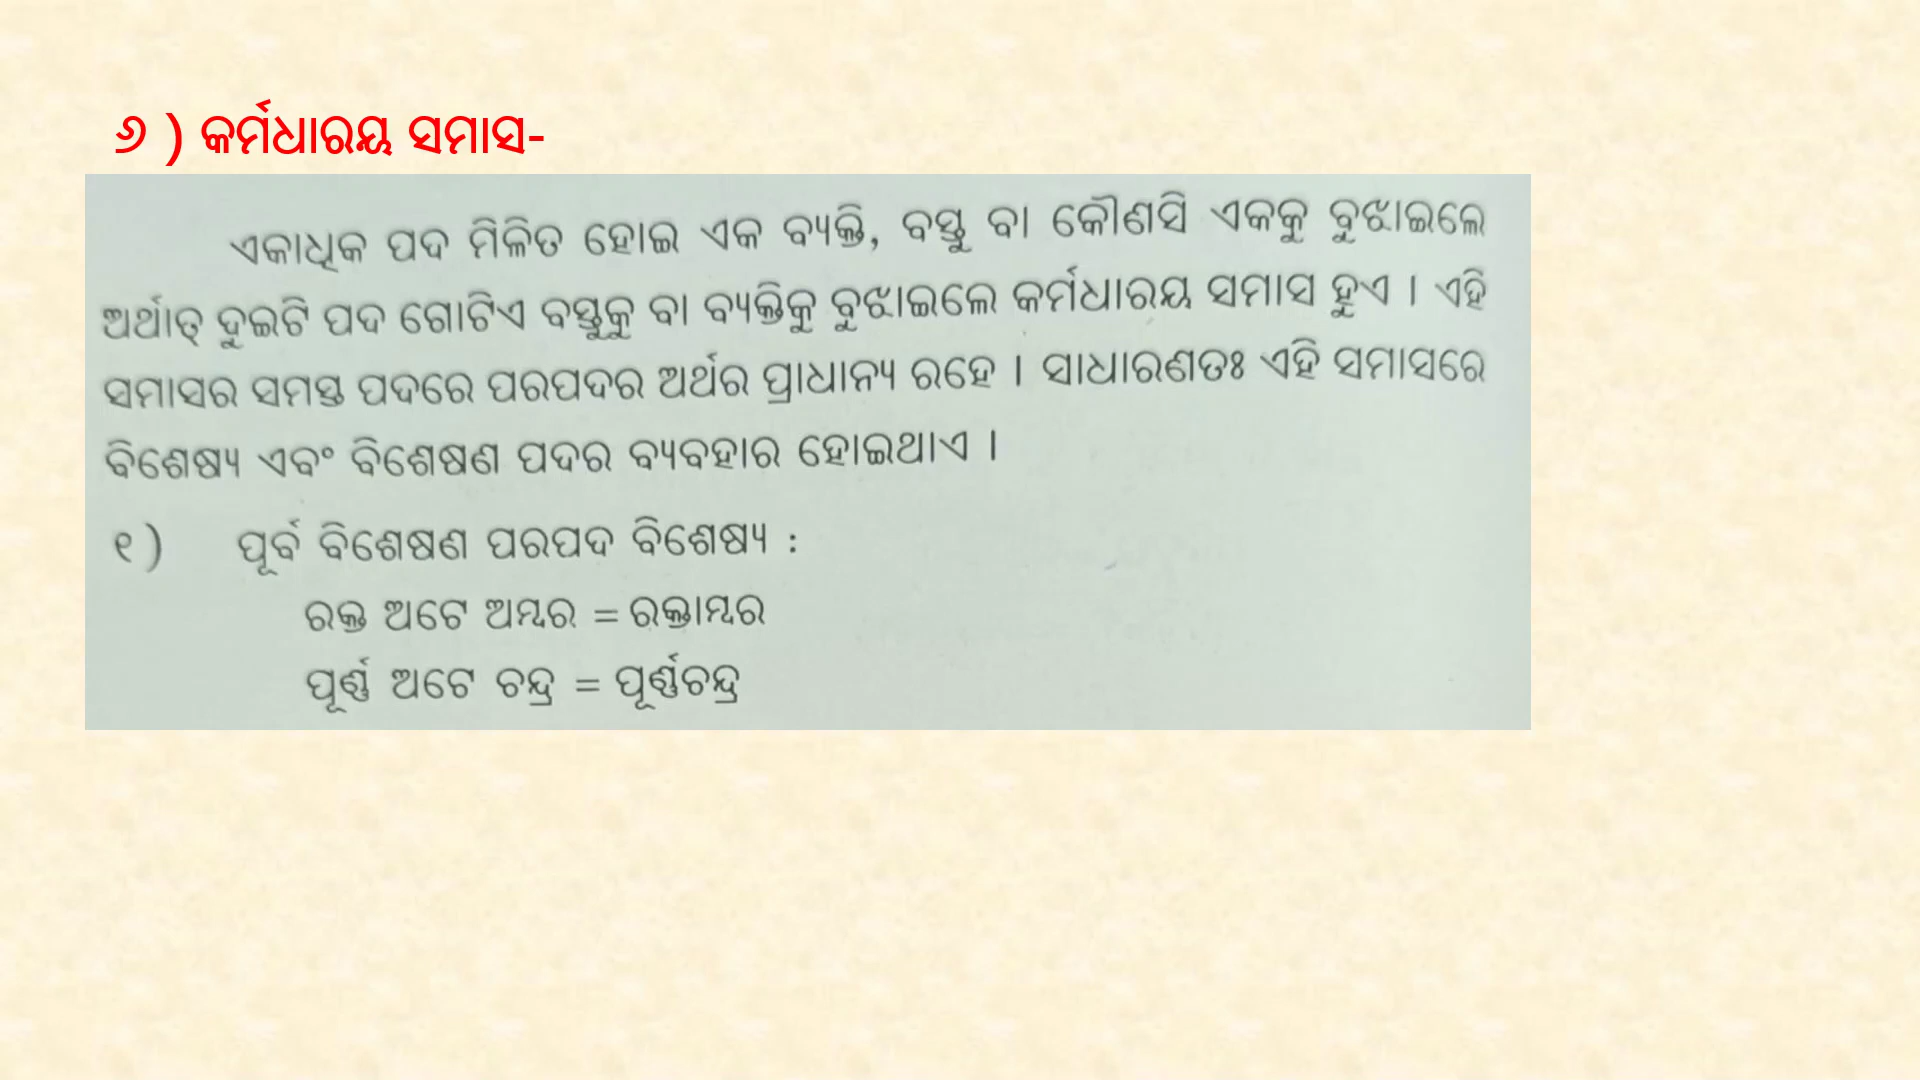 ୬ ) କର୍ମଧାରୟ ସମାସ-
ଏକାଧିକ ପଦ ମିଳିତ ହୋଇ ଏକ ବ୍ୟକ୍ତି, ବସ୍ତୁ ବା କୌଣସି ଏକକୁ ବୁଝାଇଲେ
ଅର୍ଥାତ୍ ଦୁଇଟି ପଦ ଗୋଟିଏ ବସ୍ତୁକୁ ବା ବ୍ୟକ୍ତିକୁ ବୁଝାଇଲେ କର୍ମଧାରୟ ସମାସ ହୁଏ । ଏହି
ସମାସର ସମସ୍ତ ପଦରେ ପରପଦର ଅର୍ଥର ପ୍ରାଧାନ୍ୟ ରହେ । ସାଧାରଣତଃ ଏହି ସମାସରେ
ବିଶେଷ୍ୟ ଏବଂ ବିଶେଷଣ ପଦର ବ୍ୟବହାର ହୋଇଥାଏ ।
୧) ପୂର୍ବ ବିଶେଷଣ ପରପଦ ବିଶେଷ୍ୟ :
ରକ୍ତ ଅଟେ ଅମ୍ବର = ରକ୍ତାମ୍ବର
ପୂର୍ଣ୍ଣ ଅଟେ ଚନ୍ଦ୍ର = ପୂର୍ଣ୍ଣଚନ୍ଦ୍ର